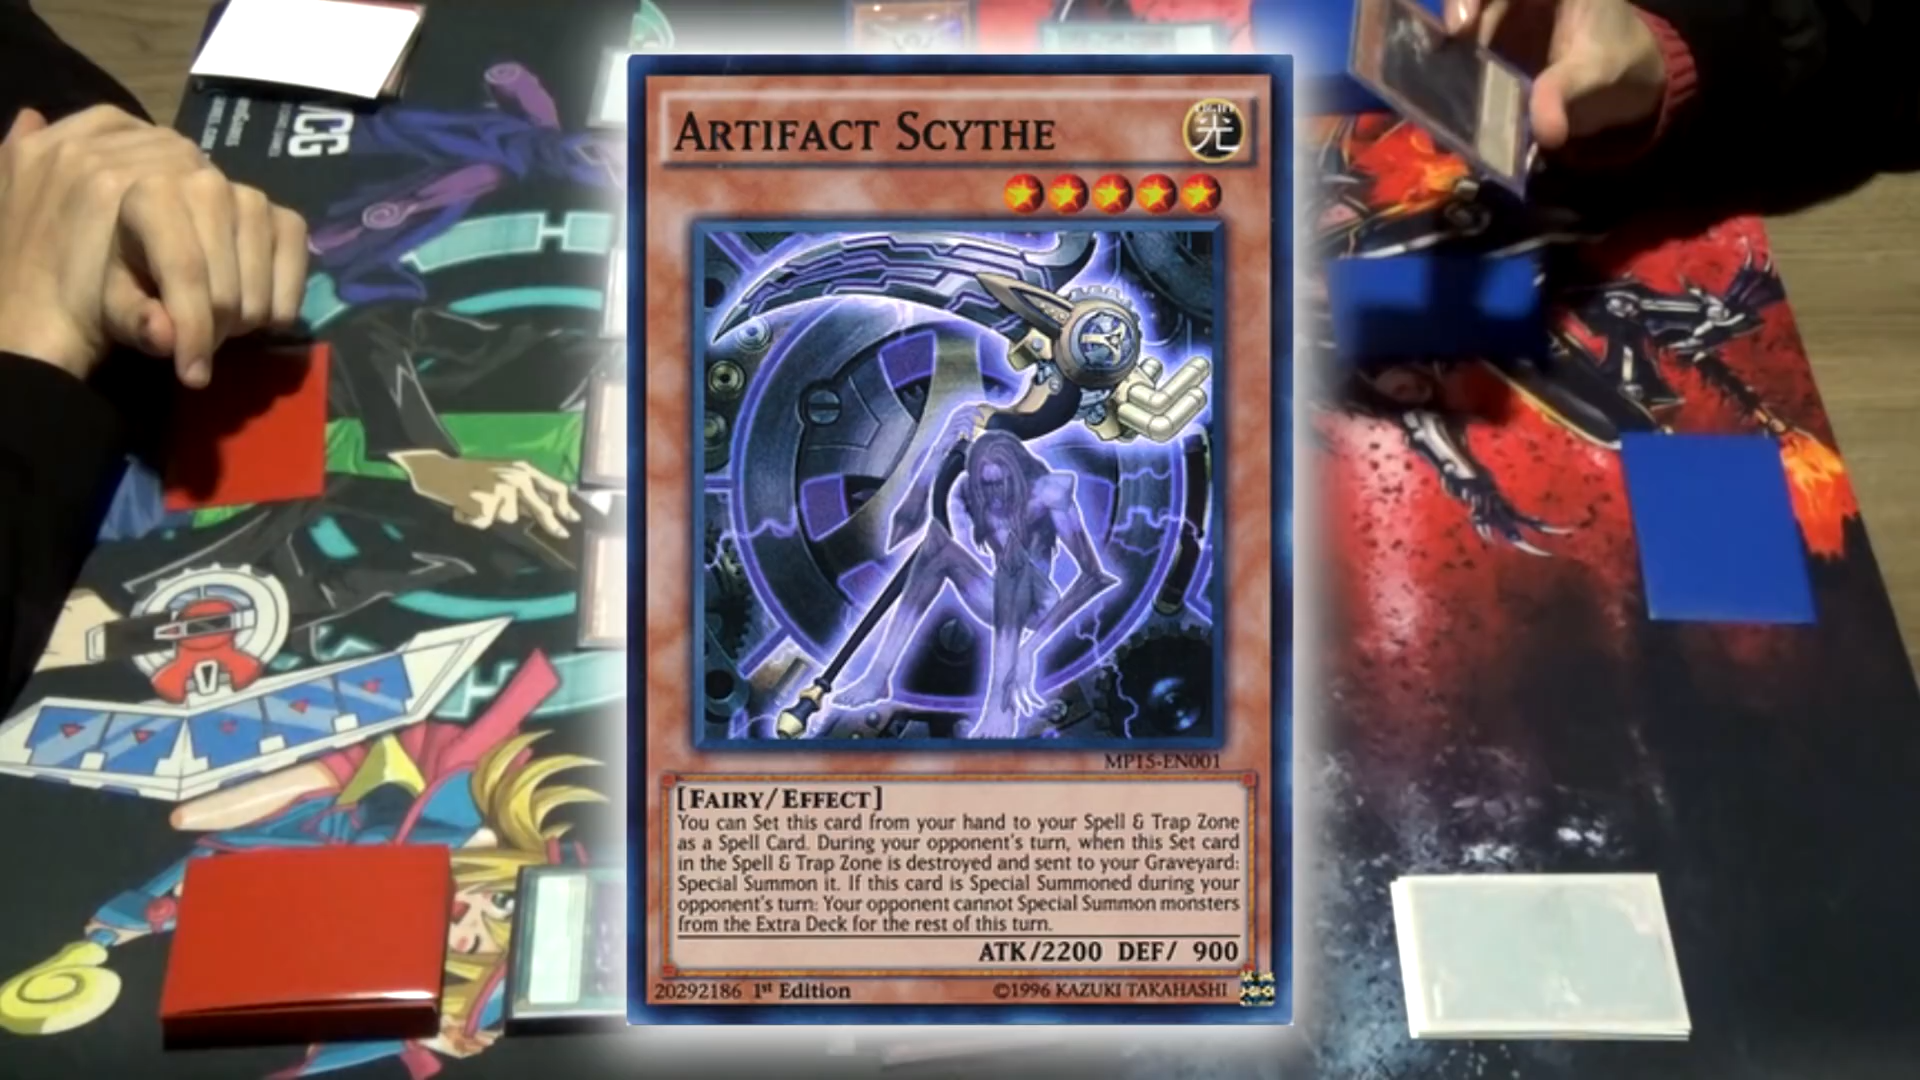 ARTIFACT SCYTHE
LIGHT
光
MP15-EN001
[FAIRY/EFFECT]
You can Set this card from your hand to your Spell & Trap Zone
as a Spell Card. During your opponent's turn, when this Set card
in the Spell & Trap Zone is destroyed and sent to your Graveyard:
Special Summon it. If this card is Special Summoned during your
opponent's turn: Your opponent cannot Special Summon monsters
from the Extra Deck for the rest of this turn.
ATK/2200 DEF/ 900
20292186 1st Edition ©1996 KAZUKI TAKAHASHI